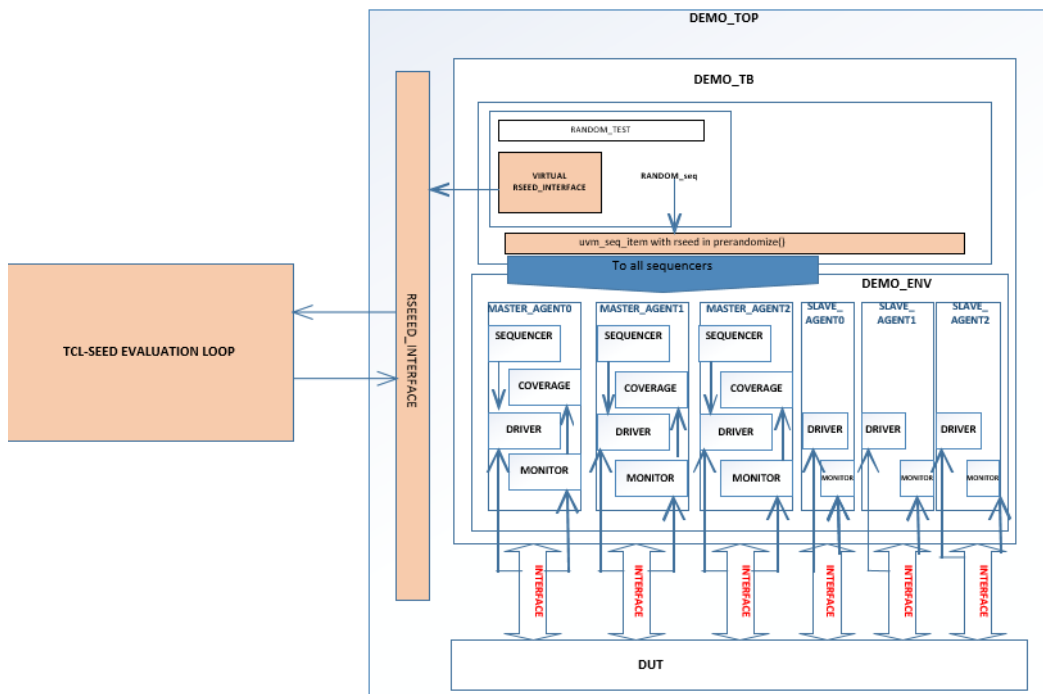 DEMO_TOP
DEMO_TB
RANDOM_TEST
VIRTUAL
RSEED_INTERFACE
RANDOM_seq
uvm_seq_item with rseed in prerandomize()
To all sequencers
DEMO_ENV
TCL-SEED EVALUATION LOOP
RSEEED_INTERFACE
MASTER_AGENT0
SEQUENCER
COVERAGE
DRIVER
MONITOR
MASTER_AGENT1
SEQUENCER
COVERAGE
DRIVER
MONITOR
MASTER_AGENT2
SEQUENCER
COVERAGE
DRIVER
MONITOR
SLAVE_
AGENT0
DRIVER
MONITOR
SLAVE_
AGENT1
DRIVER
MONITOR
SLAVE_
AGENT2
DRIVER
MONITOR
INTERFACE
INTERFACE
INTERFACE
INTERFACE
INTERFACE
INTERFACE
DUT